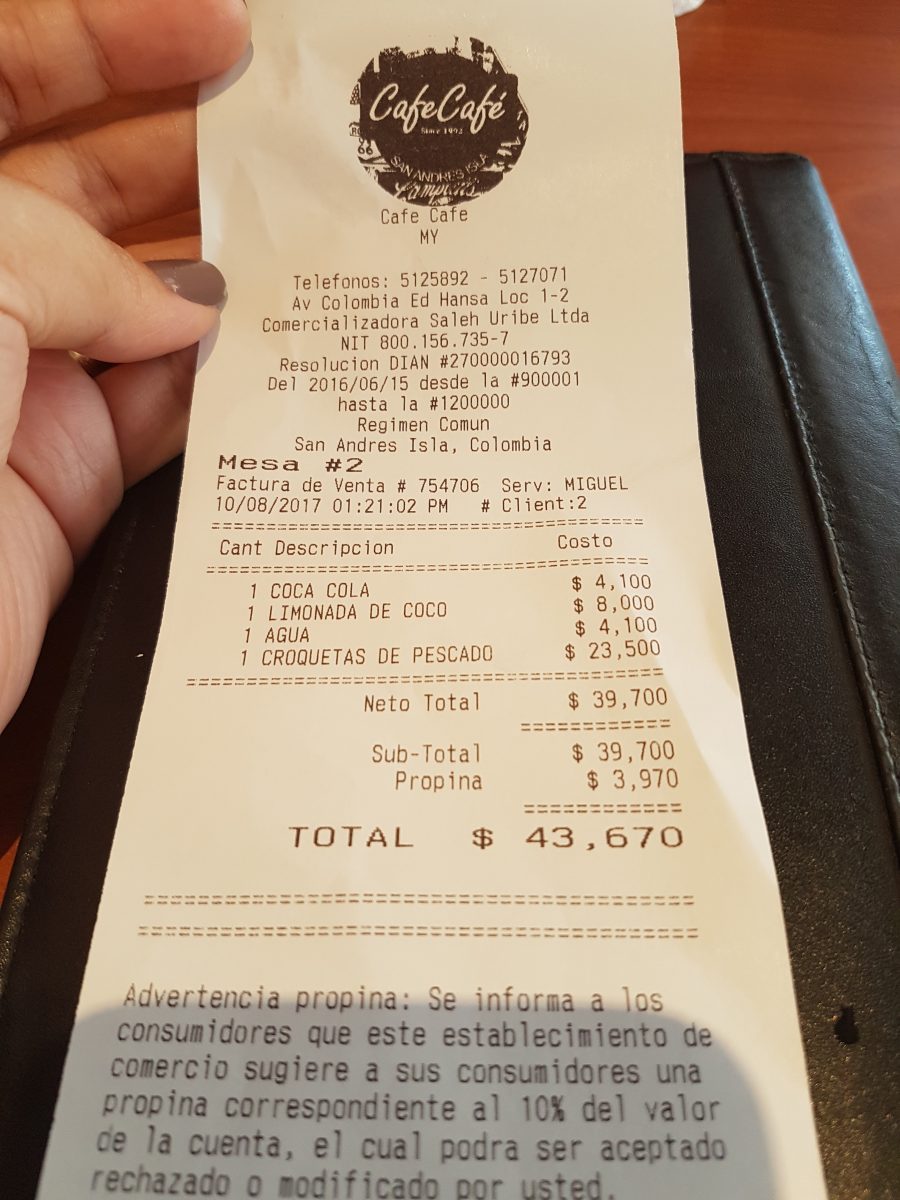 CafeCafé
Since 1992
66
SAN ANDRES ISLA
Cafe Cafe
MY
Telefonos: 5125892 - 5127071
Av Colombia Ed Hansa Loc 1-2
Comercializadora Saleh Uribe Ltda
NIT 800.156.735-7
Resolucion DIAN #270000016793
Del 2016/06/15 desde la #900001
hasta la #1200000
Regimen Comun
San Andres Isla, Colombia
Mesa #2
Factura de Venta # 754706 Serv: MIGUEL
10/08/2017 01:21:02 PM # Client:2
Cant Descripcion Costo
1 COCA COLA $ 4,100
1 LIMONADA DE COCO $ 8,000
1 AGUA $ 4,100
1 CROQUETAS DE PESCADO $ 23,500
Neto Total $ 39,700
Sub-Total $ 39,700
Propina $ 3,970
TOTAL $ 43,670
Advertencia propina: Se informa a los
consumidores que este establecimiento de
comercio sugiere a sus consumidores una
propina correspondiente al 10% del valor
de la cuenta, el cual podra ser aceptado
rechazado o modificado por usted.